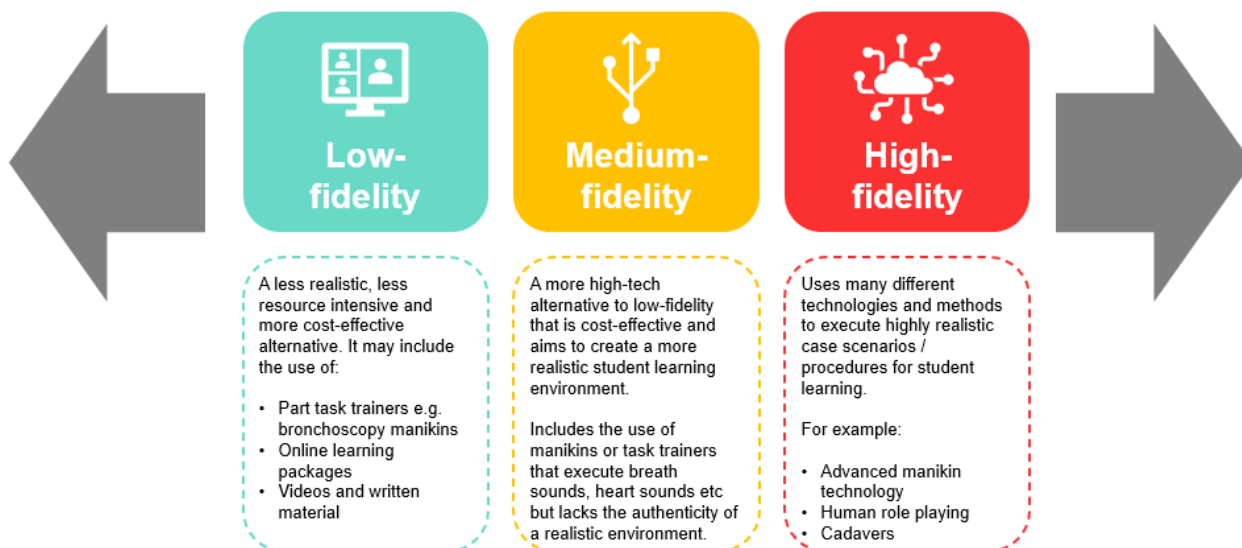 Low-
fidelity
Medium-
fidelity
High-
fidelity
A less realistic, less
resource intensive and
more cost-effective
alternative. It may include
the use of:
• Part task trainers e.g.
bronchoscopy manikins
• Online learning
packages
• Videos and written
material
A more high-tech
alternative to low-fidelity
that is cost-effective and
aims to create a more
realistic student learning
environment.
Includes the use of
manikins or task trainers
that execute breath
sounds, heart sounds etc
but lacks the authenticity of
a realistic environment.
Uses many different
technologies and methods
to execute highly realistic
case scenarios /
procedures for student
learning.
For example:
• Advanced manikin
technology
• Human role playing
• Cadavers